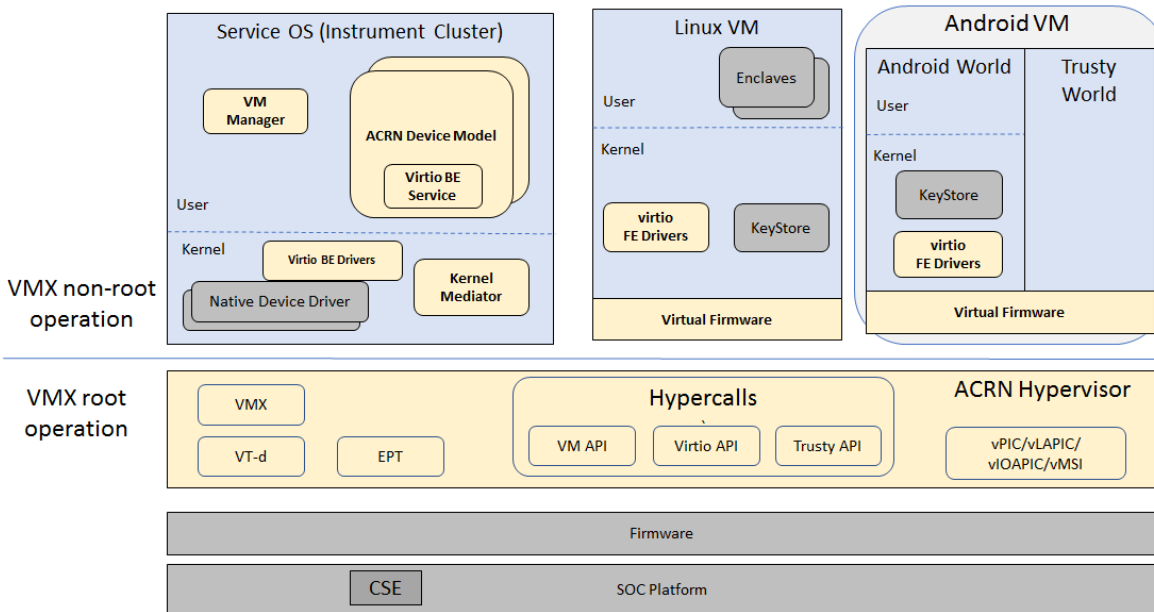 Service OS (Instrument Cluster)
VM
Manager
ACRN Device Model
Virtio BE
Service
User
Kernel
Virtio BE Drivers
Native Device Driver
Kernel
Mediator
Linux VM
Enclaves
User
Kernel
virtio
FE Drivers
KeyStore
Virtual Firmware
Android VM
Android World
User
Kernel
KeyStore
virtio
FE Drivers
Trusty
World
Virtual Firmware
VMX non-root
operation
VMX root
operation
VMX
VT-d
EPT
Hypercalls
VM API
Virtio API
Trusty API
ACRN Hypervisor
vPIC/vLAPIC/
vIOAPIC/vMSI
Firmware
CSE
SOC Platform